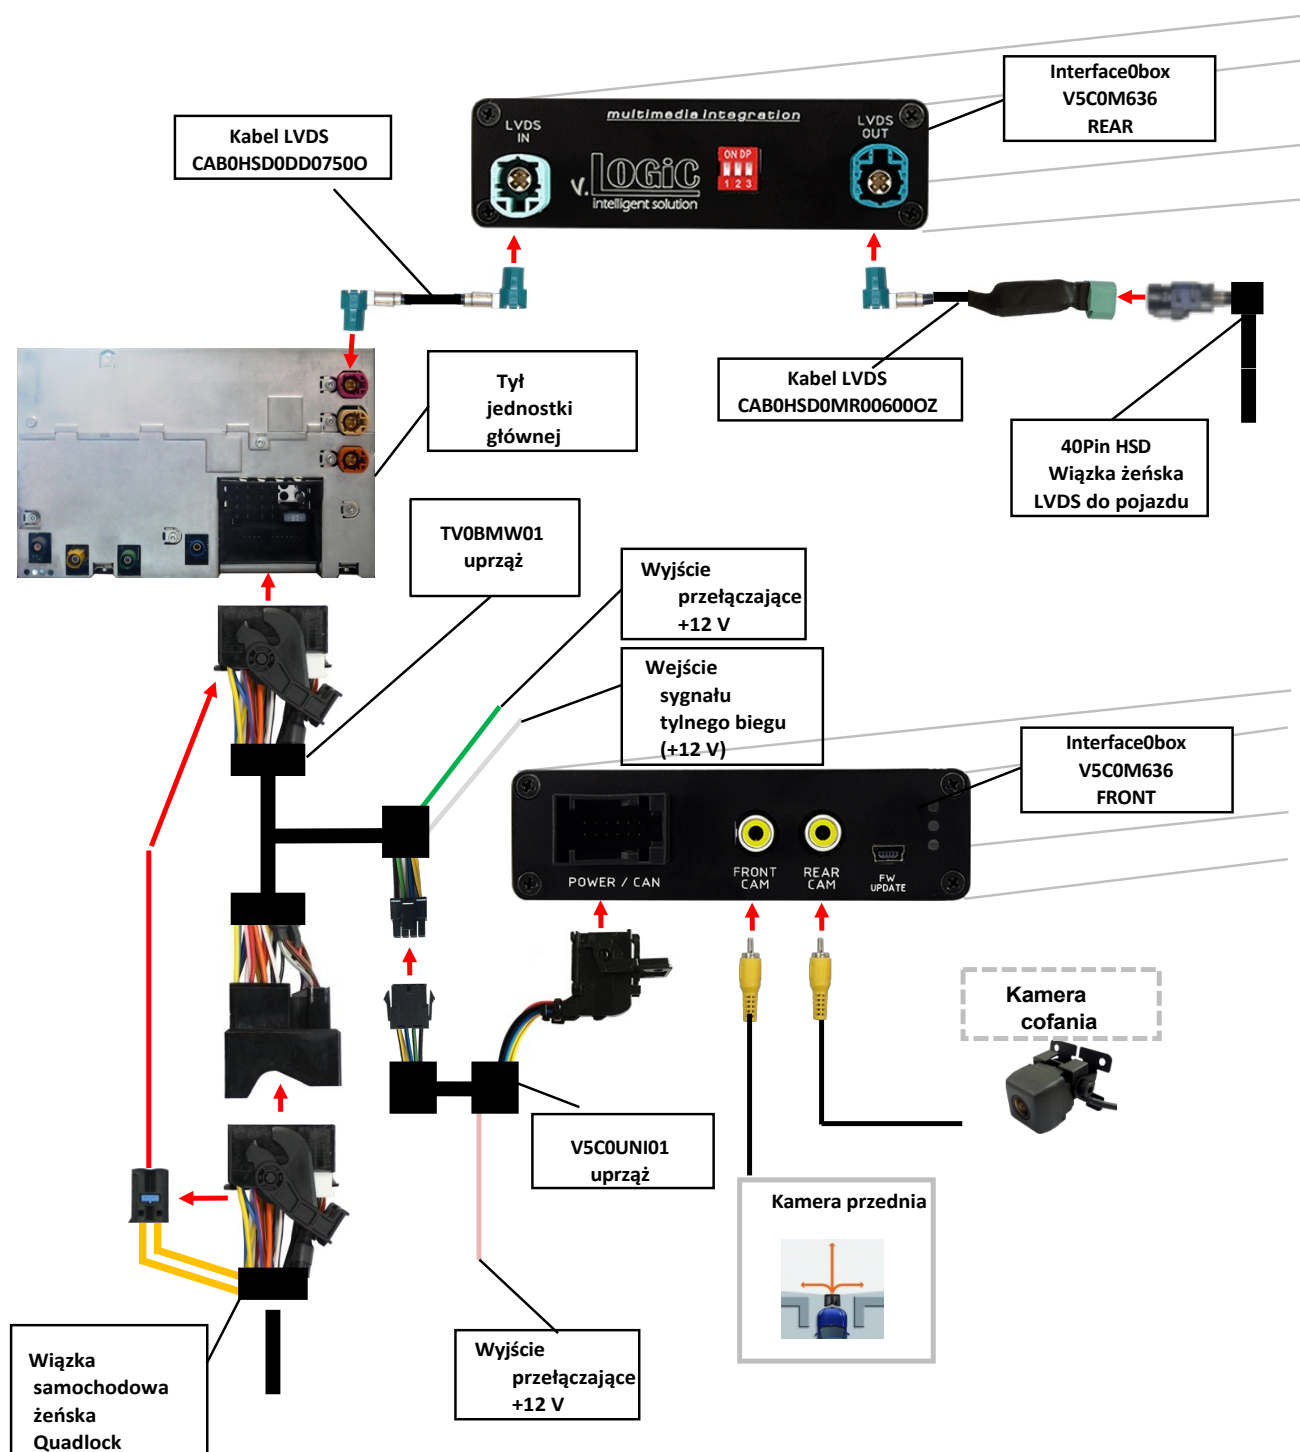 Interface0box
V5C0M636
REAR
Kabel LVDS
CAB0HSD0DD0750O
multimedia integration
LVDS
IN
LVDS
OUT
ON DP
1 2 3
v.LOGiC
intelligent solution
Kabel LVDS
CAB0HSD0MR00600OZ
Tył
jednostki
głównej
40Pin HSD
Wiązka żeńska
LVDS do pojazdu
TV0BMW01
uprząż
Wyjście
przełączające
+12 V
Wejście
sygnału
tylnego biegu
(+12 V)
Interface0box
V5C0M636
FRONT
POWER / CAN
FRONT
CAM
REAR
CAM
FW
UPDATE
Kamera
cofania
V5C0UNI01
uprząż
Kamera przednia
Wyjście
przełączające
+12 V
Wiązka
samochodowa
żeńska
Quadlock